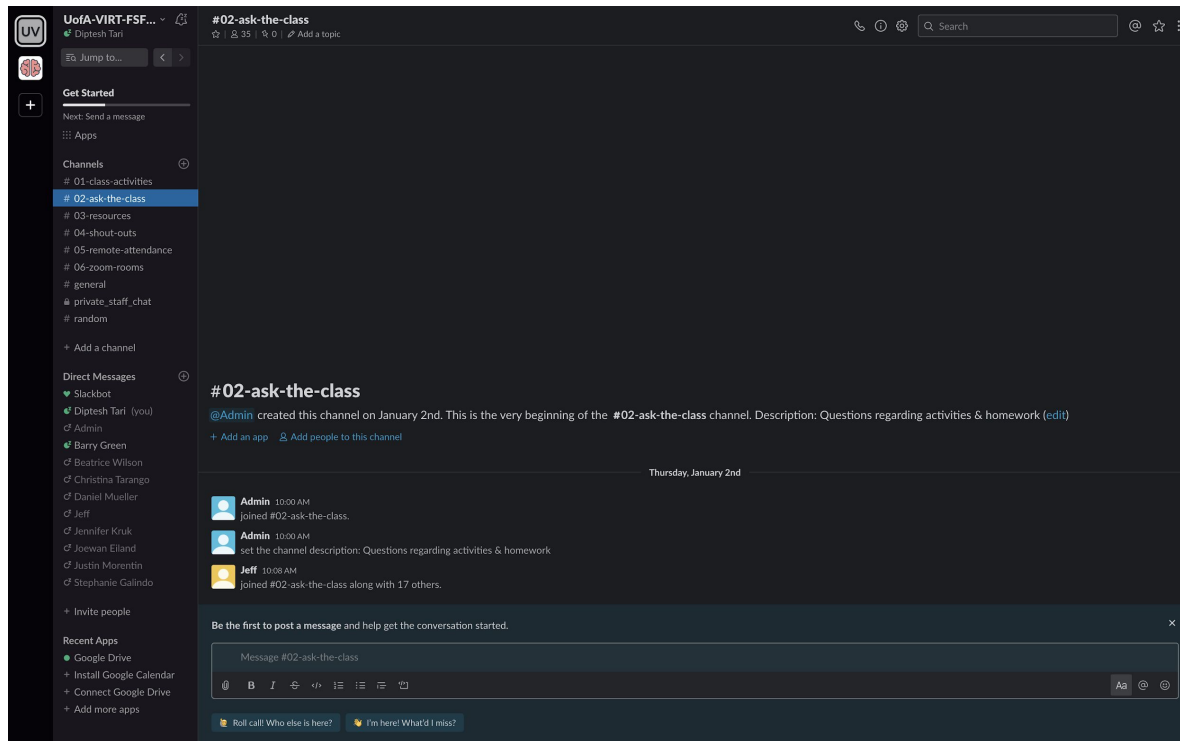 UV
UofA-VIRT-FSF...
Diptesh Tari
Jump to...
Get Started
Next: Send a message
Apps
Channels
# 01-class-activities
# 02-ask-the-class
# 03-resources
# 04-shout-outs
# 05-remote-attendance
# 06-zoom-rooms
# general
private_staff_chat
# random
+ Add a channel
Direct Messages
Slackbot
Diptesh Tari (you)
Admin
Barry Green
Beatrice Wilson
Christina Tarango
Daniel Mueller
Jeff
Jennifer Kruk
Joewan Eiland
Justin Morentin
Stephanie Galindo
+ Invite people
Recent Apps
Google Drive
+ Install Google Calendar
+ Connect Google Drive
+ Add more apps
#02-ask-the-class
35 | 0 | Add a topic
Search
#02-ask-the-class
@Admin created this channel on January 2nd. This is the very beginning of the #02-ask-the-class channel. Description: Questions regarding activities & homework (edit)
+ Add an app Add people to this channel
Thursday, January 2nd
Admin 10:00 AM
joined #02-ask-the-class.
Admin 10:00 AM
set the channel description: Questions regarding activities & homework
Jeff 10:08 AM
joined #02-ask-the-class along with 17 others.
Be the first to post a message and help get the conversation started.
Message #02-ask-the-class
B I S </> Aa @
Roll call! Who else is here? I'm here! What'd I miss?